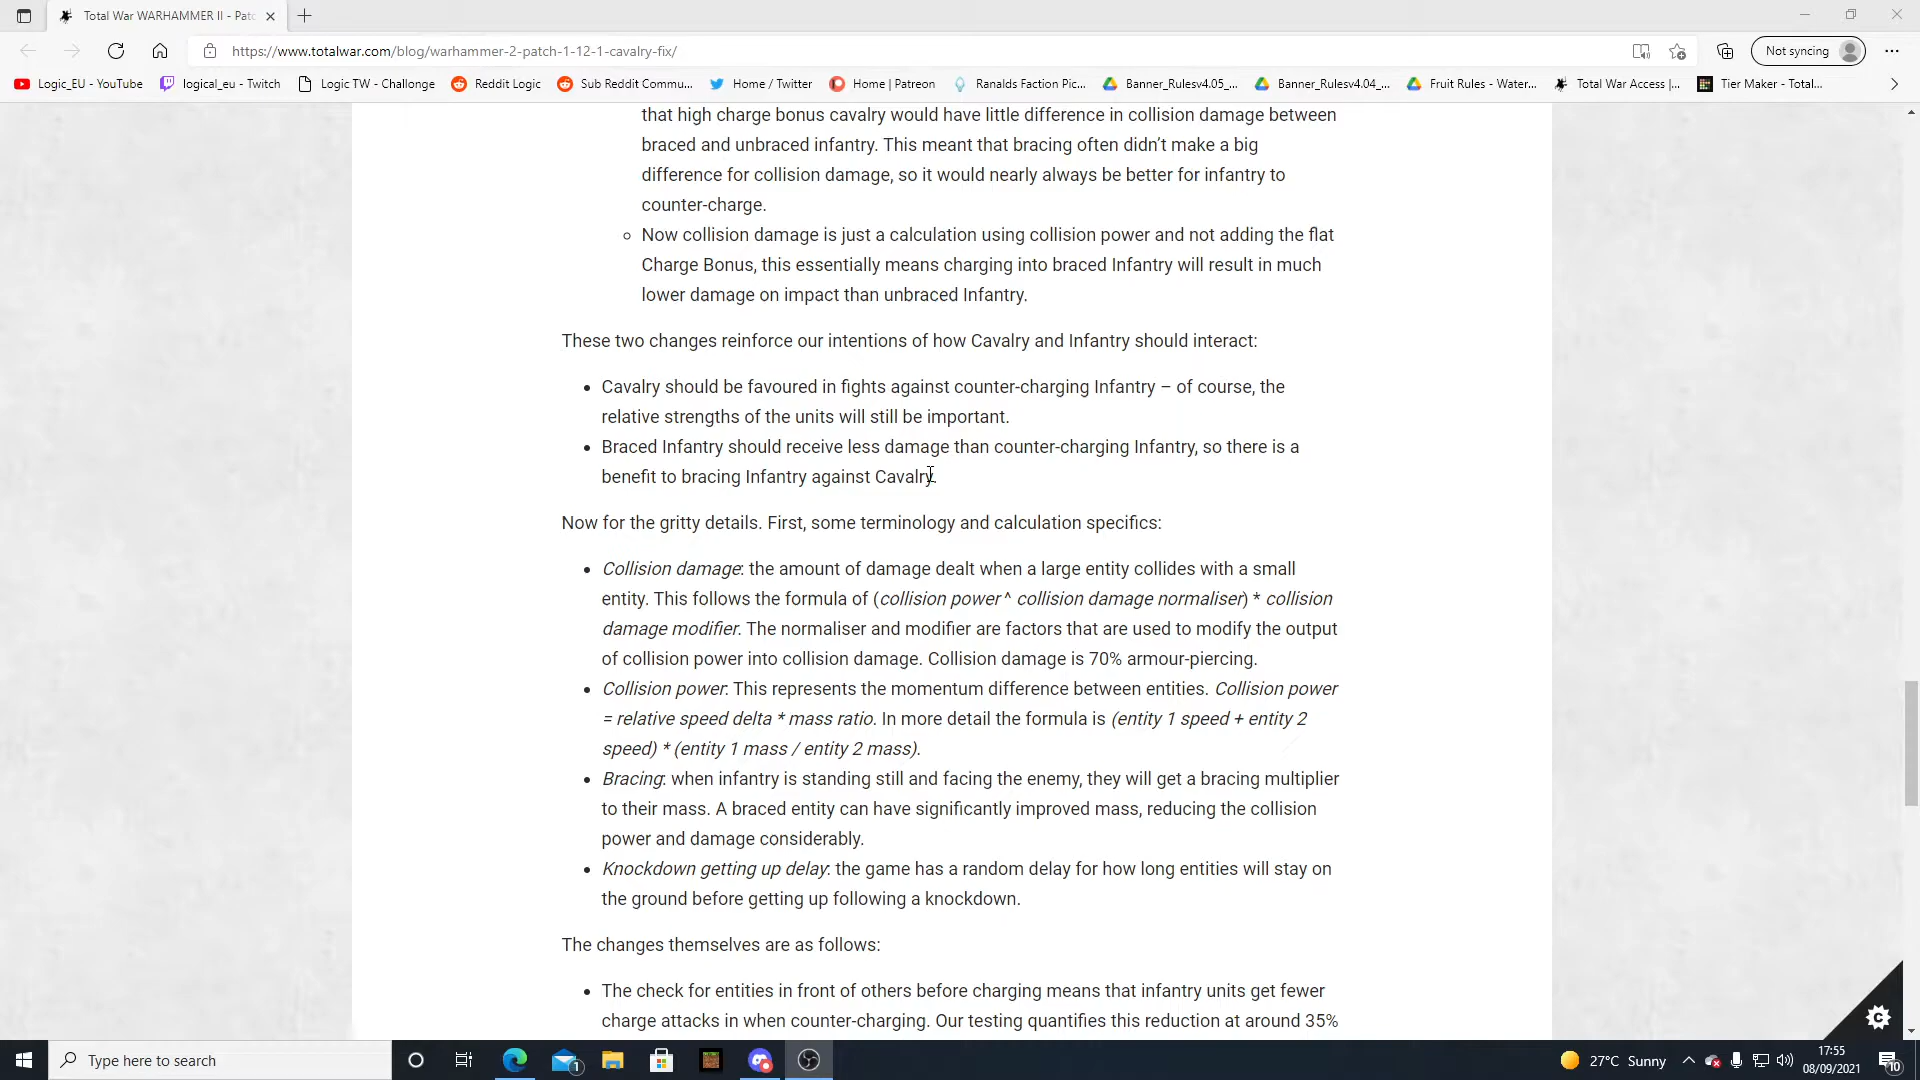 Total War WARHAMMER II - Patc
https://www.totalwar.com/blog/warhammer-2-patch-1-12-1-cavalry-fix/
Not syncing
Logic_EU - YouTube
logical_eu - Twitch
Logic TW - Challonge
Reddit Logic
Sub Reddit Commu...
Home / Twitter
Home | Patreon
Ranalds Faction Pic...
Banner_Rulesv4.05_...
Banner_Rulesv4.04_...
Fruit Rules - Water...
Total War Access |...
Tier Maker - Total...
that high charge bonus cavalry would have little difference in collision damage between
braced and unbraced infantry. This meant that bracing often didn’t make a big
difference for collision damage, so it would nearly always be better for infantry to
counter-charge.
Now collision damage is just a calculation using collision power and not adding the flat
Charge Bonus, this essentially means charging into braced Infantry will result in much
lower damage on impact than unbraced Infantry.
These two changes reinforce our intentions of how Cavalry and Infantry should interact:
Cavalry should be favoured in fights against counter-charging Infantry – of course, the
relative strengths of the units will still be important.
Braced Infantry should receive less damage than counter-charging Infantry, so there is a
benefit to bracing Infantry against Cavalry.
Now for the gritty details. First, some terminology and calculation specifics:
Collision damage: the amount of damage dealt when a large entity collides with a small
entity. This follows the formula of (collision power ^ collision damage normaliser) * collision
damage modifier. The normaliser and modifier are factors that are used to modify the output
of collision power into collision damage. Collision damage is 70% armour-piercing.
Collision power: This represents the momentum difference between entities. Collision power
= relative speed delta * mass ratio. In more detail the formula is (entity 1 speed + entity 2
speed) * (entity 1 mass / entity 2 mass).
Bracing: when infantry is standing still and facing the enemy, they will get a bracing multiplier
to their mass. A braced entity can have significantly improved mass, reducing the collision
power and damage considerably.
Knockdown getting up delay: the game has a random delay for how long entities will stay on
the ground before getting up following a knockdown.
The changes themselves are as follows:
The check for entities in front of others before charging means that infantry units get fewer
charge attacks in when counter-charging. Our testing quantifies this reduction at around 35%
Type here to search
1
27°C Sunny
17:55
08/09/2021
10